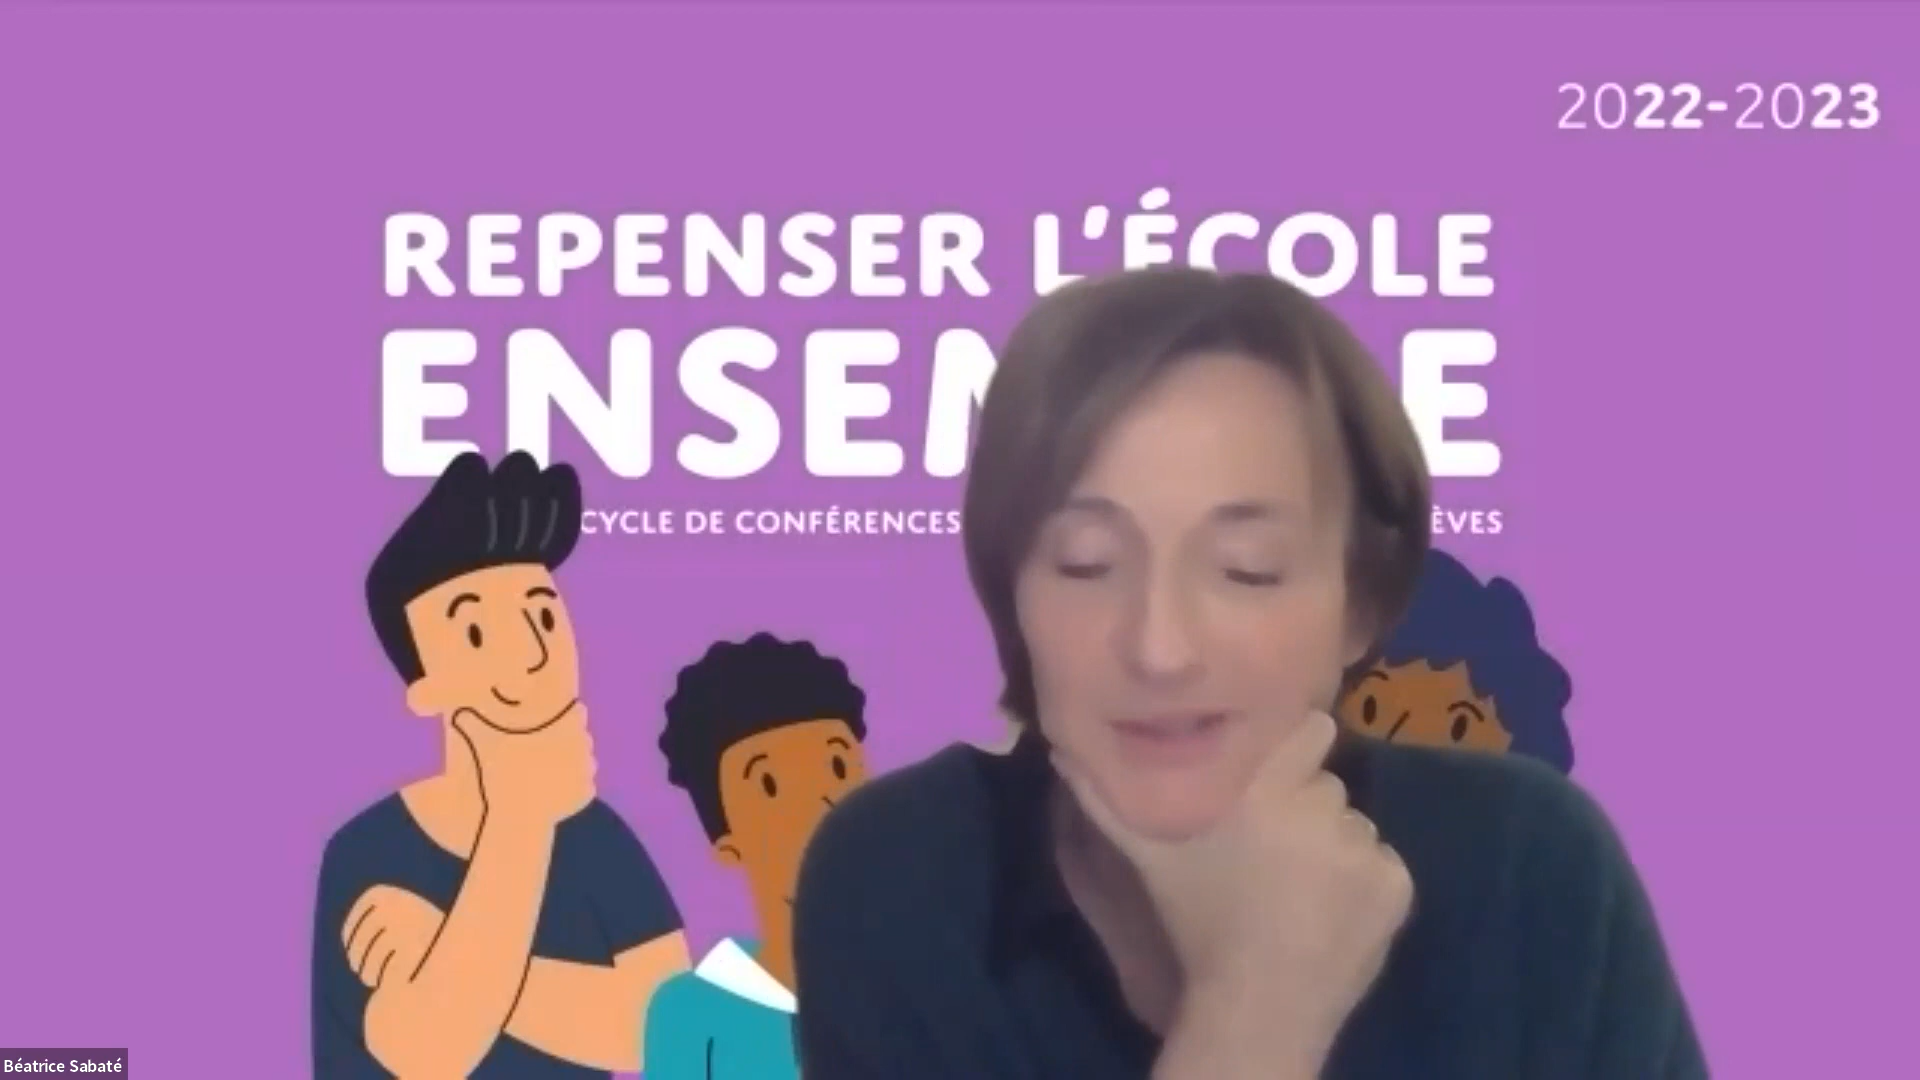 2022-2023
REPENSER L'ÉCOLE
CYCLE DE CONFÉRENCES
Béatrice Sabaté